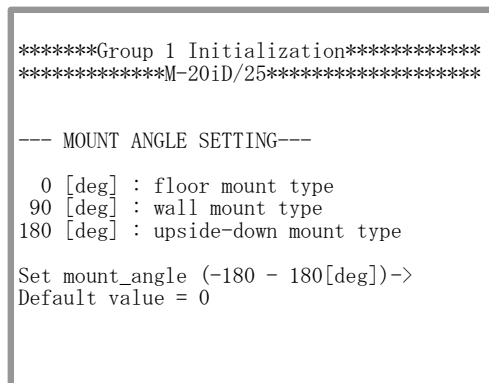 *******Group 1 Initialization************
*************M-20iD/25*******************
--- MOUNT ANGLE SETTING---
0 [deg] : floor mount type
90 [deg] : wall mount type
180 [deg] : upside-down mount type
Set mount_angle (-180 - 180[deg])->
Default value = 0